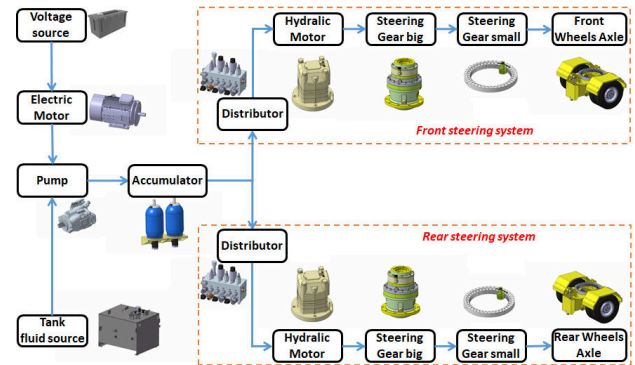 Voltage
source
Electric
Motor
Pump
Tank
fluid source
Accumulator
Distributor
Hydralic
Motor
Steering
Gear big
Steering
Gear small
Front
Wheels Axle
Front steering system
Distributor
Rear steering system
Hydralic
Motor
Steering
Gear big
Steering
Gear small
Rear Wheels
Axle